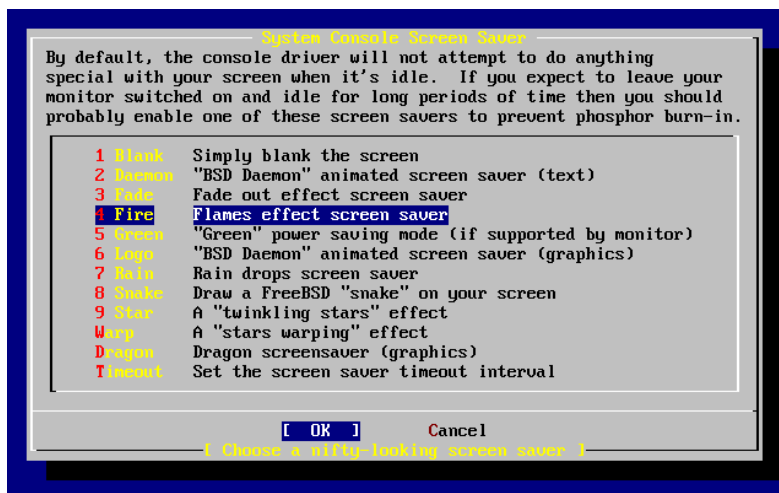 System Console Screen Saver
By default, the console driver will not attempt to do anything
special with your screen when it's idle.  If you expect to leave your
monitor switched on and idle for long periods of time then you should
probably enable one of these screen savers to prevent phosphor burn-in.
1 Blank    Simply blank the screen
2 Daemon   "BSD Daemon" animated screen saver (text)
3 Fade     Fade out effect screen saver
4 Fire     Flames effect screen saver
5 Green    "Green" power saving mode (if supported by monitor)
6 Logo     "BSD Daemon" animated screen saver (graphics)
7 Rain     Rain drops screen saver
8 Snake    Draw a FreeBSD "snake" on your screen
9 Star     A "twinkling stars" effect
Warp       A "stars warping" effect
Dragon     Dragon screensaver (graphics)
Timeout    Set the screen saver timeout interval
[  OK  ]       Cancel
[ Choose a nifty-looking screen saver ]